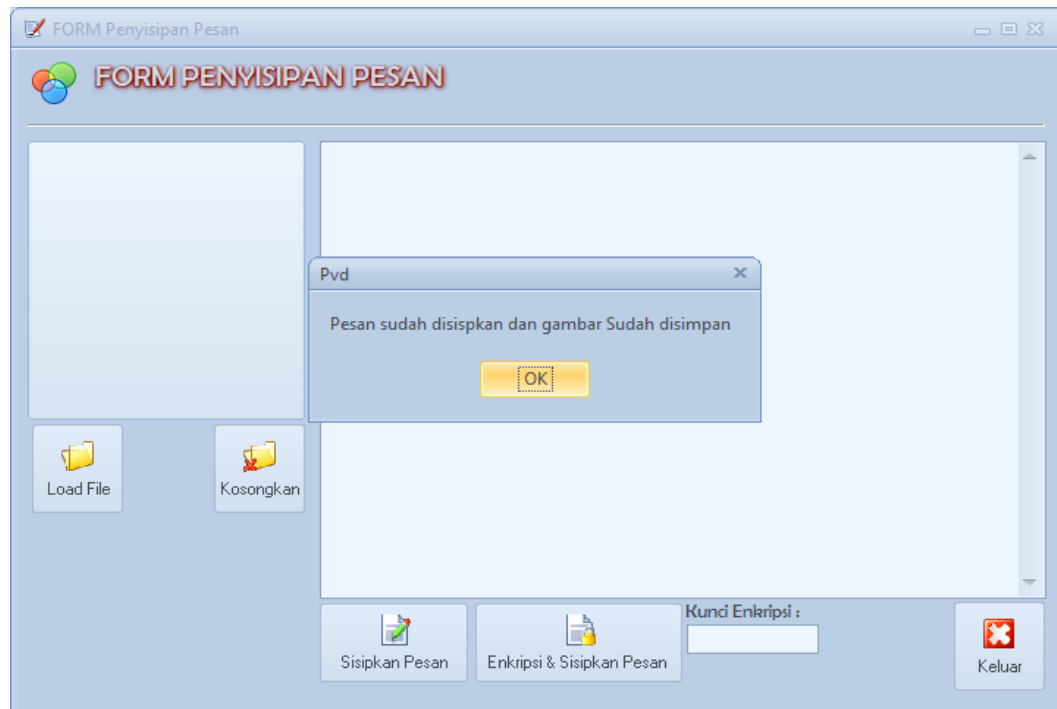 FORM Penyisipan Pesan
FORM PENYISIPAN PESAN
Pvd
Pesan sudah disispkan dan gambar Sudah disimpan
OK
Load File
Kosongkan
Kunci Enkripsi :
Sisipkan Pesan
Enkripsi & Sisipkan Pesan
Keluar